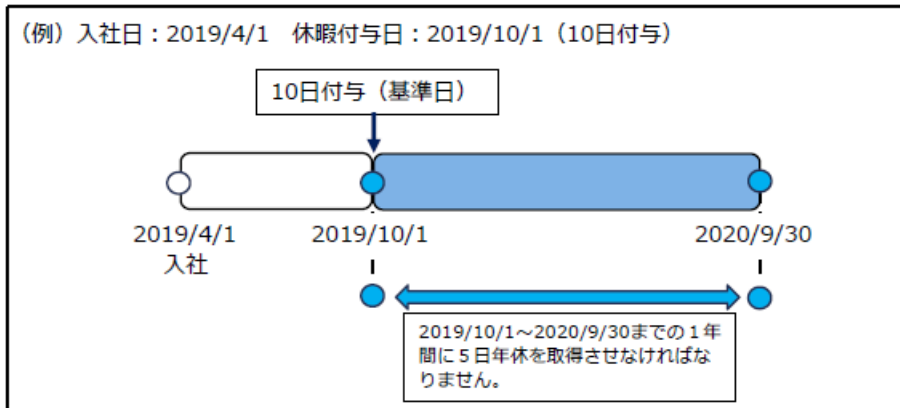 （例）入社日：2019/4/1　休暇付与日：2019/10/1（10日付与）
10日付与（基準日）
2019/4/1
入社
2019/10/1
2020/9/30
2019/10/1～2020/9/30までの１年
間に５日年休を取得させなければな
りません。